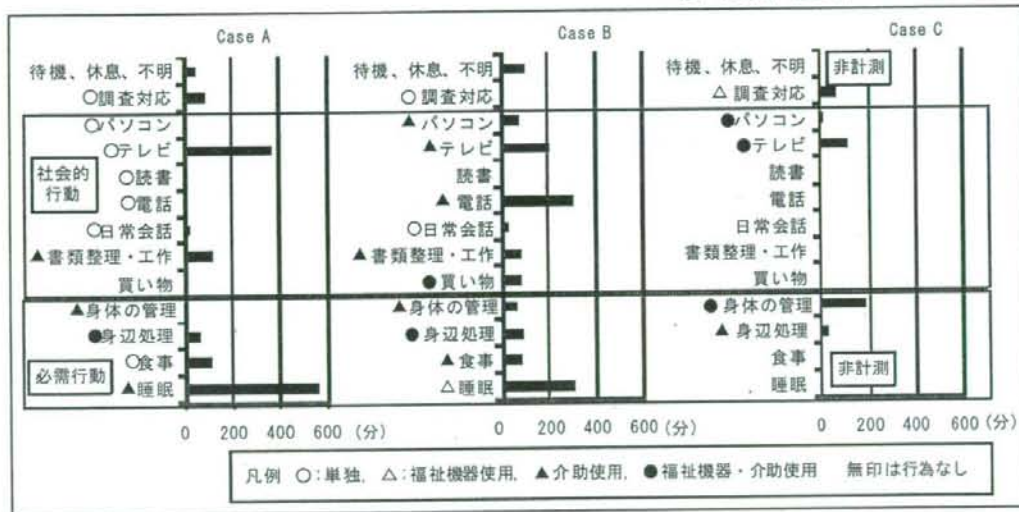 Case A
待機、休息、不明
○調査対応
○パソコン
○テレビ
○読書
○電話
○日常会話
▲書類整理・工作
買い物
▲身体の管理
●身辺処理
○食事
▲睡眠
社会的
行動
必需行動
0 200 400 600 (分)
Case B
待機、休息、不明
○調査対応
▲パソコン
▲テレビ
読書
▲電話
○日常会話
▲書類整理・工作
●買い物
▲身体の管理
●身辺処理
▲食事
△睡眠
0 200 400 600 (分)
Case C
待機、休息、不明
△調査対応
●パソコン
●テレビ
読書
電話
日常会話
書類整理・工作
買い物
●身体の管理
▲身辺処理
食事
睡眠
非計測
非計測
0 200 400 600 (分)
凡例 ○:単独, △:福祉機器使用, ▲介助使用, ●福祉機器・介助使用 無印は行為なし